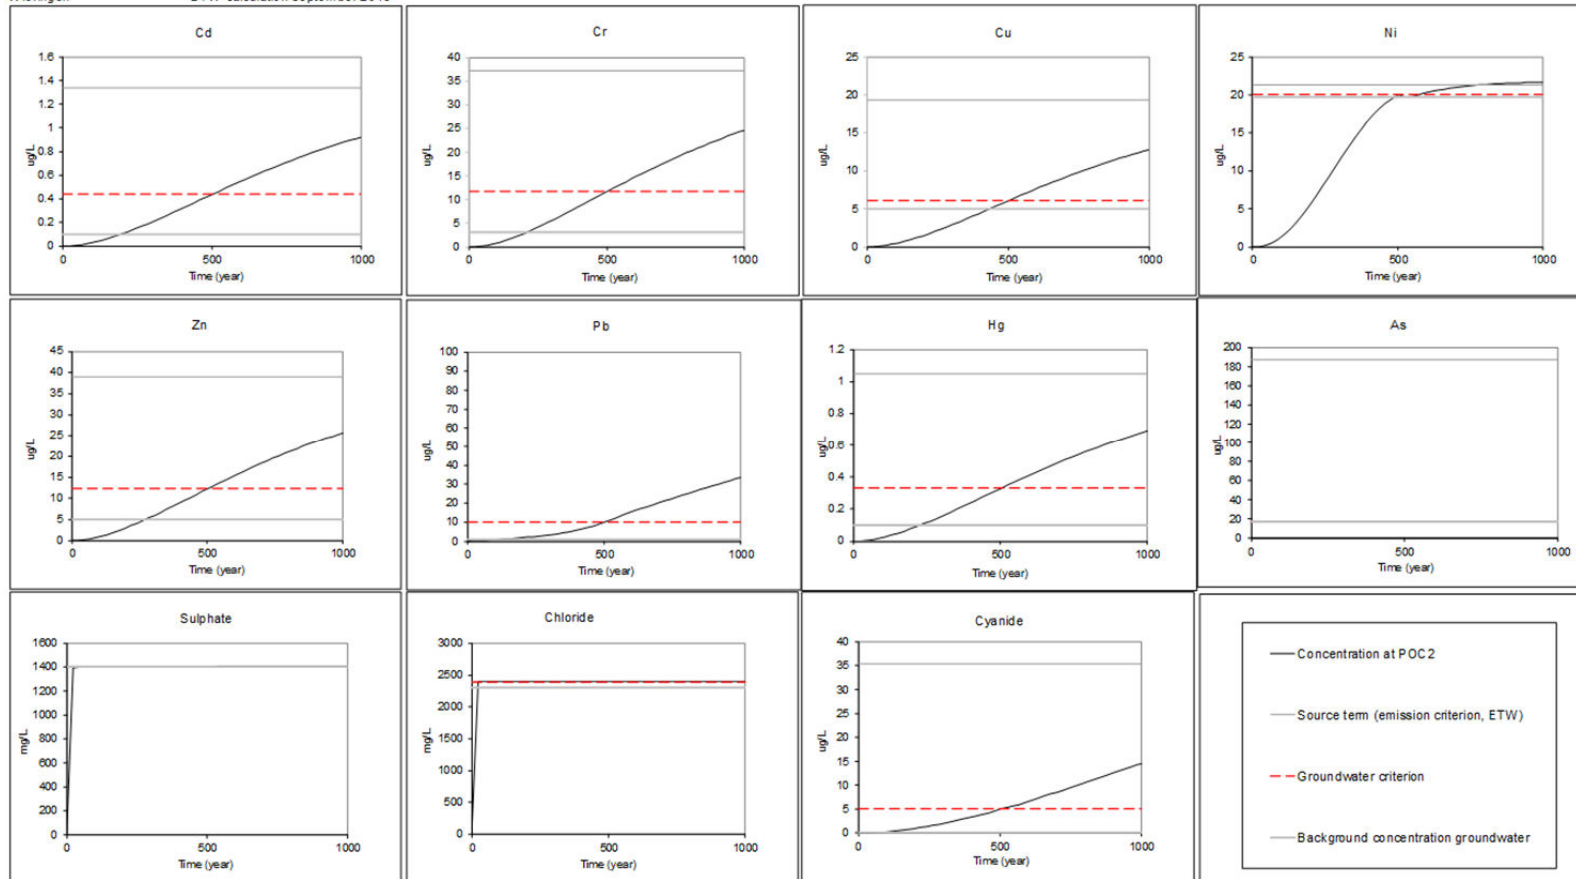 Cd
1.6
1.4
1.2
1
0.8
0.6
0.4
0.2
0
ug/L
0 500 1000
Time (year)
Cr
40
35
30
25
20
15
10
5
0
ug/L
0 500 1000
Time (year)
Cu
25
20
15
10
5
0
ug/L
0 500 1000
Time (year)
Ni
25
20
15
10
5
0
ug/L
0 500 1000
Time (year)
Zn
45
40
35
30
25
20
15
10
5
0
ug/L
0 500 1000
Time (year)
Pb
100
90
80
70
60
50
40
30
20
10
0
ug/L
0 500 1000
Time (year)
Hg
1.2
1
0.8
0.6
0.4
0.2
0
ug/L
0 500 1000
Time (year)
As
200
180
160
140
120
100
80
60
40
20
0
ug/L
0 500 1000
Time (year)
Sulphate
1600
1400
1200
1000
800
600
400
200
0
mg/L
0 500 1000
Time (year)
Chloride
3000
2500
2000
1500
1000
500
0
mg/L
0 500 1000
Time (year)
Cyanide
40
35
30
25
20
15
10
5
0
ug/L
0 500 1000
Time (year)
Concentration at POC2
Source term (emission criterion, ETW)
Groundwater criterion
Background concentration groundwater